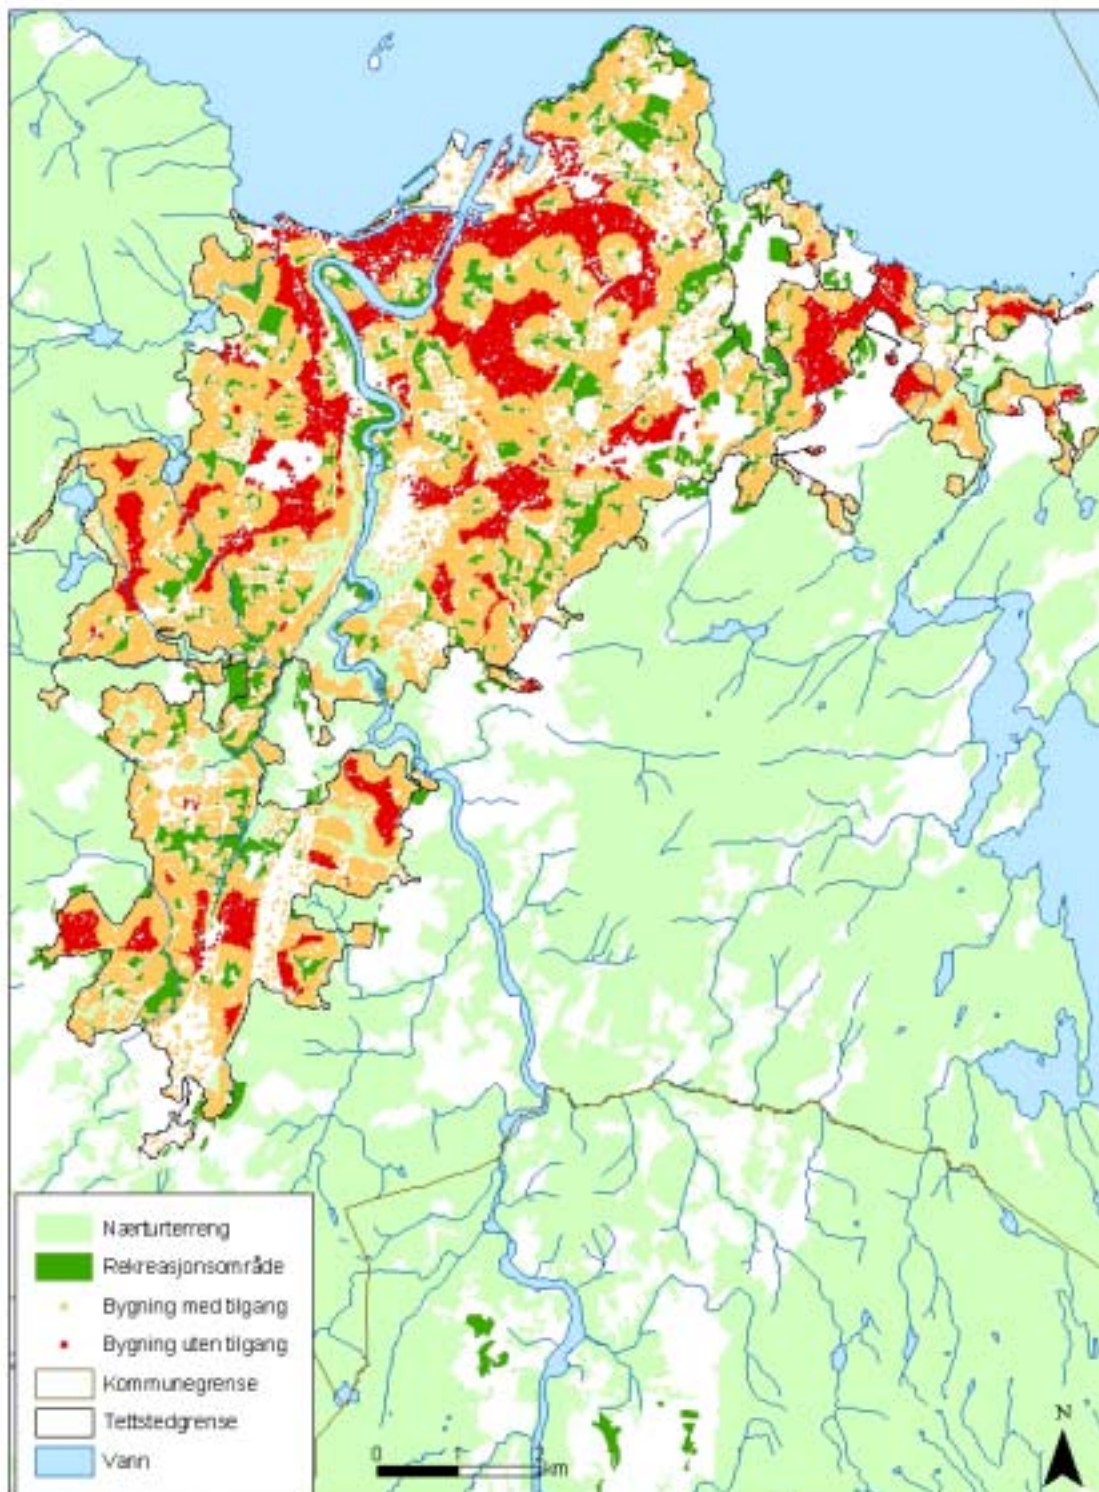 Nærturterreng
Rekreasjonsområde
Bygning med tilgang
Bygning uten tilgang
Kommunegrense
Tettstedgrense
Vann
0 1 2
km
N